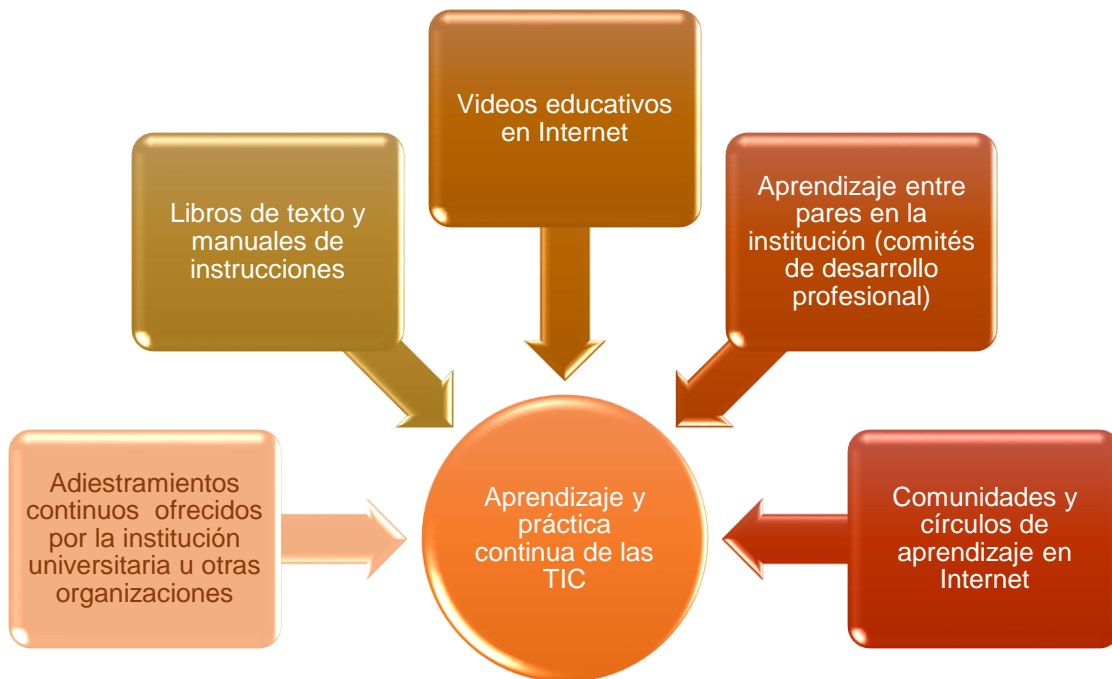 Videos educativos
en Internet
Libros de texto y
manuales de
instrucciones
Aprendizaje entre
pares en la
institución (comités
de desarrollo
profesional)
Adiestramientos
continuos ofrecidos
por la institución
universitaria u otras
organizaciones
Aprendizaje y
práctica
continua de las
TIC
Comunidades y
círculos de
aprendizaje en
Internet